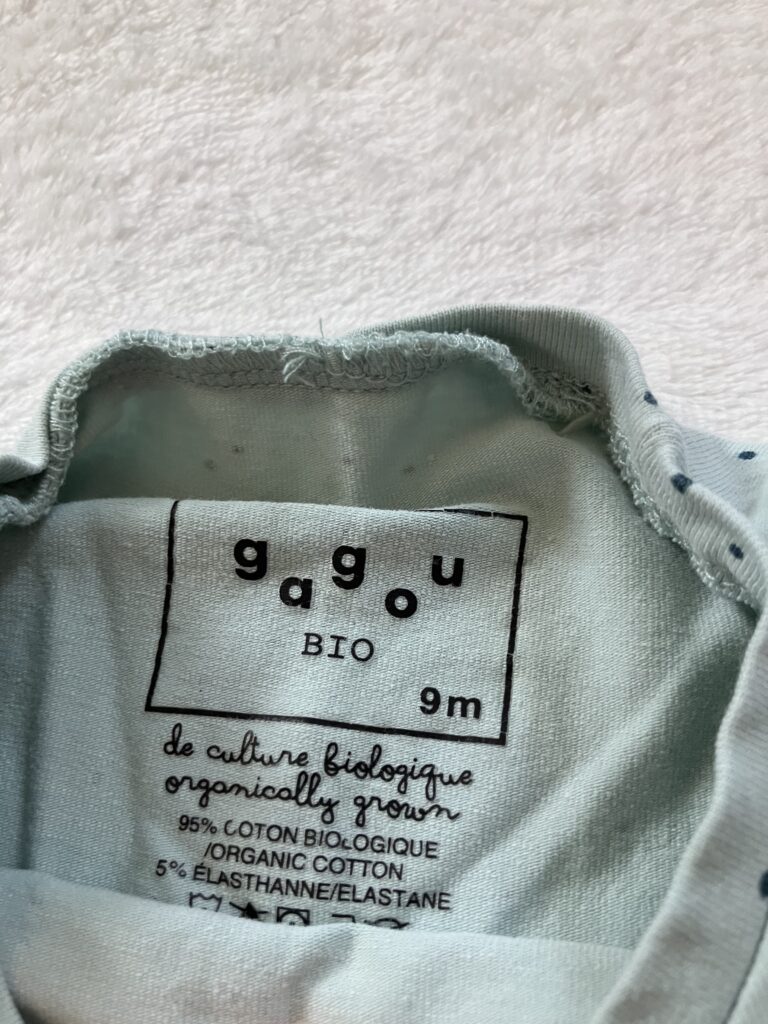 gagou
BIO
9m
de culture biologique
organically grown
95% COTON BIOLOGIQUE
/ORGANIC COTTON
5% ÉLASTHANNE/ELASTANE